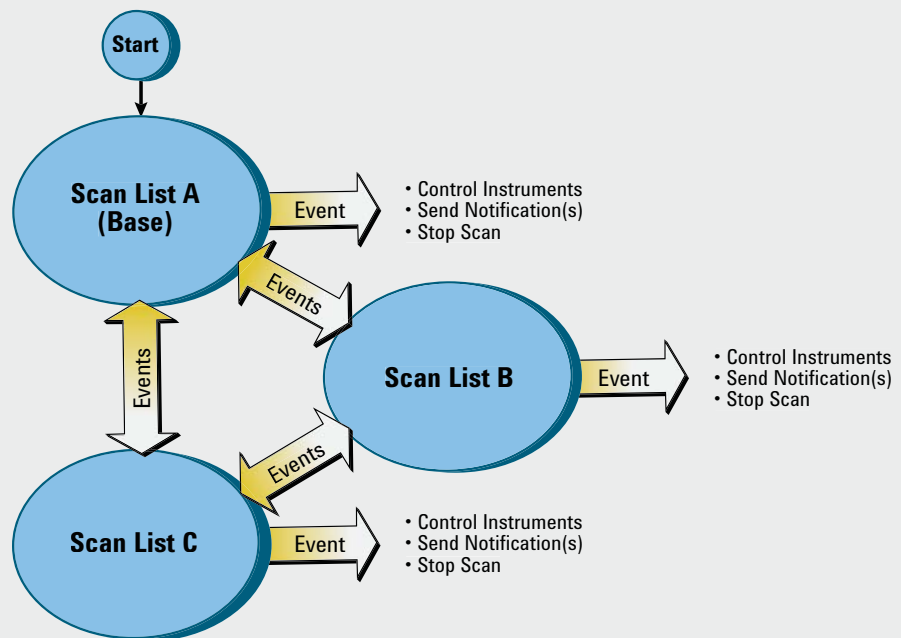 Start
Scan List A
(Base)
Event
• Control Instruments
• Send Notification(s)
• Stop Scan
Events
Events
Scan List B
Event
• Control Instruments
• Send Notification(s)
• Stop Scan
Events
Scan List C
Event
• Control Instruments
• Send Notification(s)
• Stop Scan